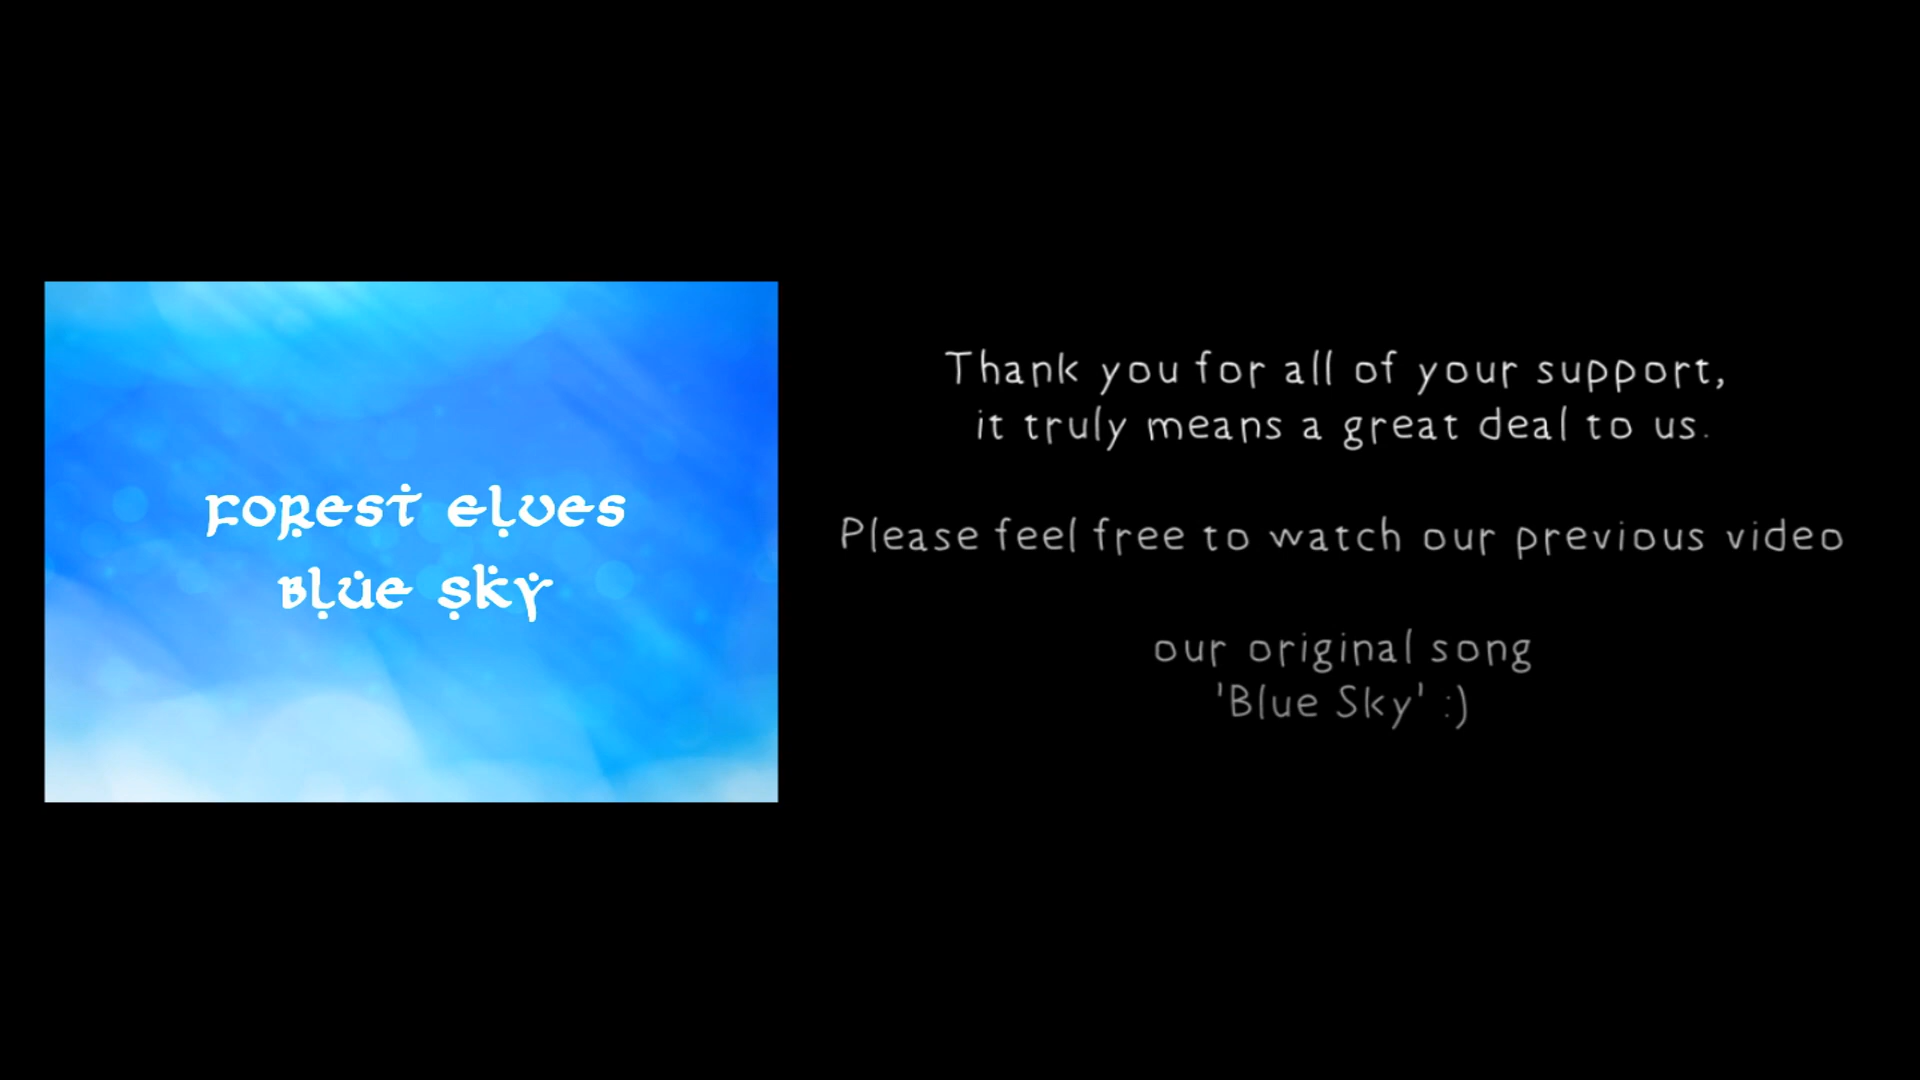 Forest Elves
Blue Sky
Thank you for all of your support,
it truly means a great deal to us.
Please feel free to watch our previous video
our original song
'Blue Sky' :)